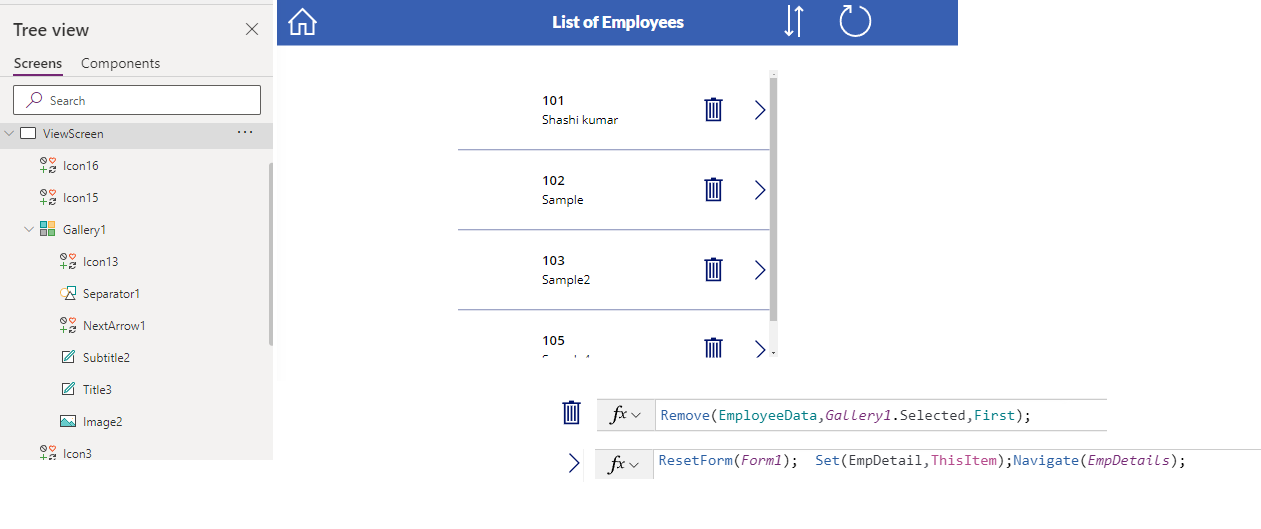 Tree view
Screens Components
Search
ViewScreen ...
Icon16
Icon15
Gallery1
Icon13
Separator1
NextArrow1
Subtitle2
Title3
Image2
Icon3
List of Employees
101
Shashi kumar
102
Sample
103
Sample2
105
fx Remove(EmployeeData,Gallery1.Selected,First);
fx ResetForm(Form1); Set(EmpDetail,ThisItem);Navigate(EmpDetails);